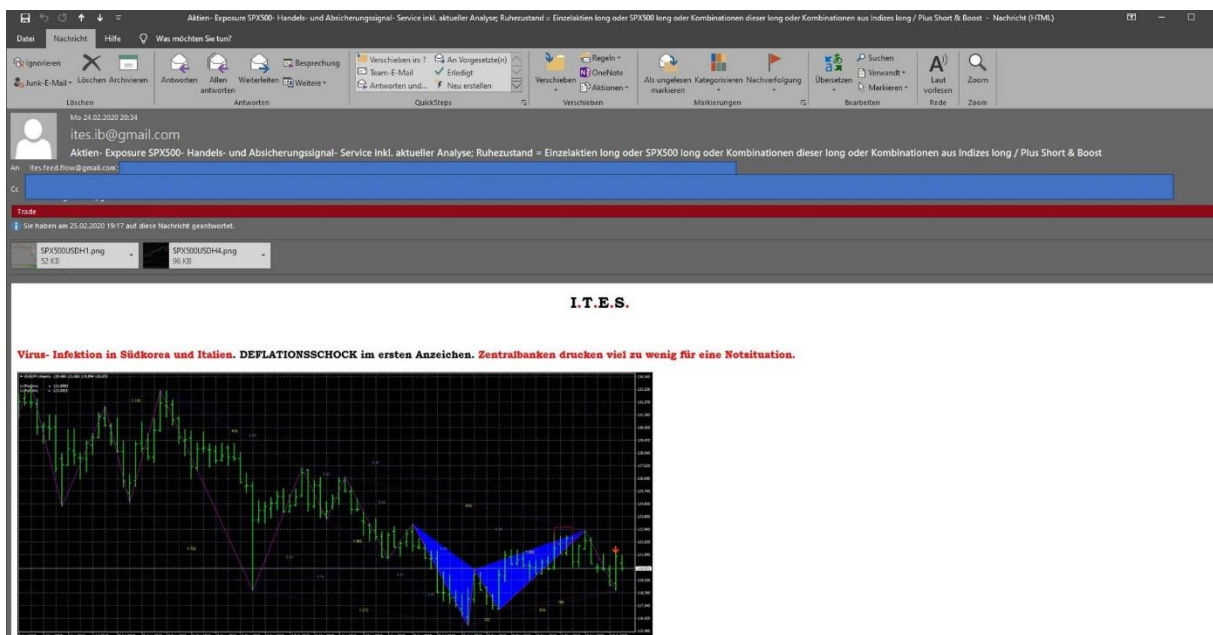 Aktien- Exposure SPX500- Handels- und Absicherungssignal- Service inkl. aktueller Analyse; Ruhezustand = Einzelaktien long oder SPX500 long oder Kombinationen dieser long oder Kombinationen aus Indizes long / Plus Short & Boost - Nachricht (HTML)
Datei Nachricht Hilfe Was möchten Sie tun?
Ignorieren
Junk-E-Mail
Löschen Archivieren
Löschen
Antworten Allen antworten Weiterleiten
Besprechung
Weitere
Antworten
Verschieben in: ? An Vorgesetzte(n)
Team-E-Mail Erledigt
Antworten und... Neu erstellen
QuickSteps
Verschieben
Regeln
OneNote
Aktionen
Verschieben
Als ungelesen markieren Kategorisieren Nachverfolgung
Markierungen
Übersetzen
Suchen
Verwandt
Markieren
Bearbeiten
Laut vorlesen
Rede
Zoom
Zoom
Mo 24.02.2020 20:34
ites.ib@gmail.com
Aktien- Exposure SPX500- Handels- und Absicherungssignal- Service inkl. aktueller Analyse; Ruhezustand = Einzelaktien long oder SPX500 long oder Kombinationen dieser long oder Kombinationen aus Indizes long / Plus Short & Boost
An 'ites.feed.flow@gmail.com';
Cc
Trade
Sie haben am 25.02.2020 19:17 auf diese Nachricht geantwortet.
SPX500USDH1.png
52 KB
SPX500USDH4.png
96 KB
I.T.E.S.
Virus- Infektion in Südkorea und Italien. DEFLATIONSSCHOCK im ersten Anzeichen. Zentralbanken drucken viel zu wenig für eine Notsituation.